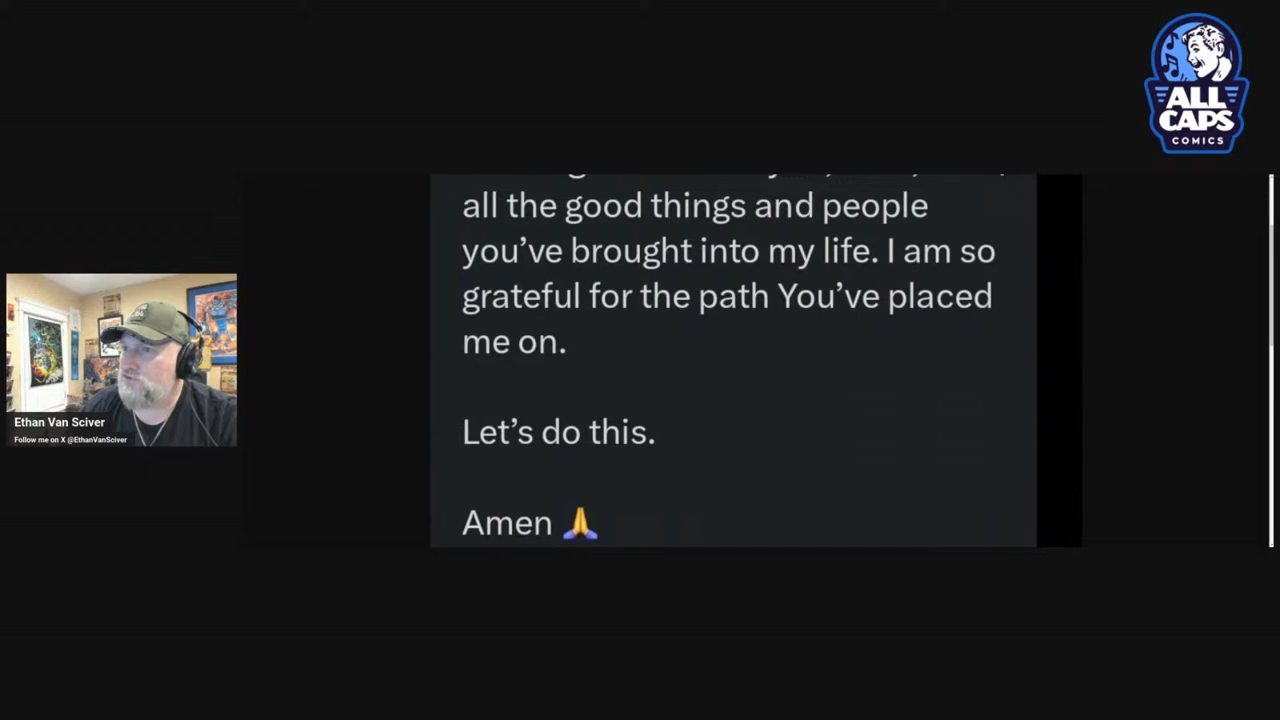 ALL
CAPS
COMICS
all the good things and people
you’ve brought into my life. I am so
grateful for the path You’ve placed
me on.
Let’s do this.
Amen 🙏
Ethan Van Sciver
Follow me on X @EthanVanSciver